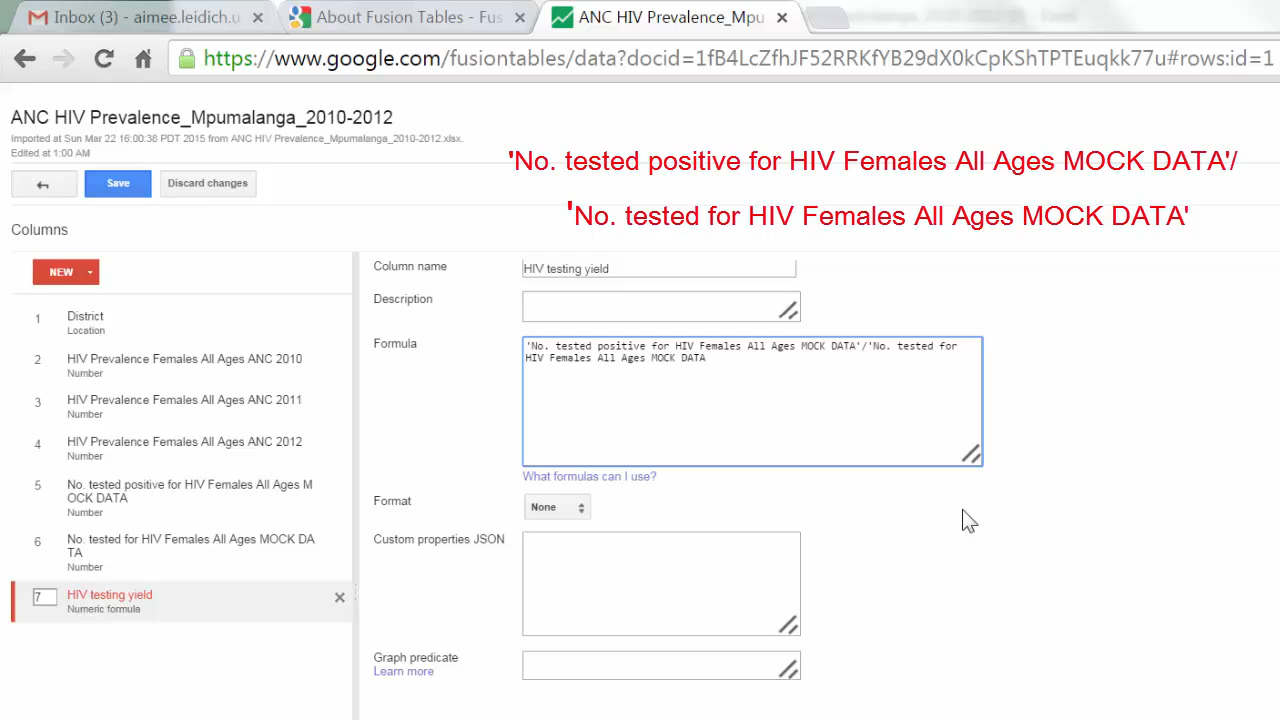 Inbox (3) - aimee.leidich.u
About Fusion Tables - Fus
ANC HIV Prevalence_Mpu
https://www.google.com/fusiontables/data?docid=1fB4LcZfhJF52RRKfYB29dX0kCpKShTPTEuqkk77u#rows:id=1
ANC HIV Prevalence_Mpumalanga_2010-2012
Imported at Sun Mar 22 16:00:38 PDT 2015 from ANC HIV Prevalence_Mpumalanga_2010-2012.xlsx.
Edited at 1:00 AM
'No. tested positive for HIV Females All Ages MOCK DATA'/
'No. tested for HIV Females All Ages MOCK DATA'
Save
Discard changes
Columns
NEW
1
District
Location
2
HIV Prevalence Females All Ages ANC 2010
Number
3
HIV Prevalence Females All Ages ANC 2011
Number
4
HIV Prevalence Females All Ages ANC 2012
Number
5
No. tested positive for HIV Females All Ages M
OCK DATA
Number
6
No. tested for HIV Females All Ages MOCK DA
TA
Number
7
HIV testing yield
Numeric formula
Column name
HIV testing yield
Description
Formula
'No. tested positive for HIV Females All Ages MOCK DATA'/'No. tested for
HIV Females All Ages MOCK DATA
What formulas can I use?
Format
None
Custom properties JSON
Graph predicate
Learn more